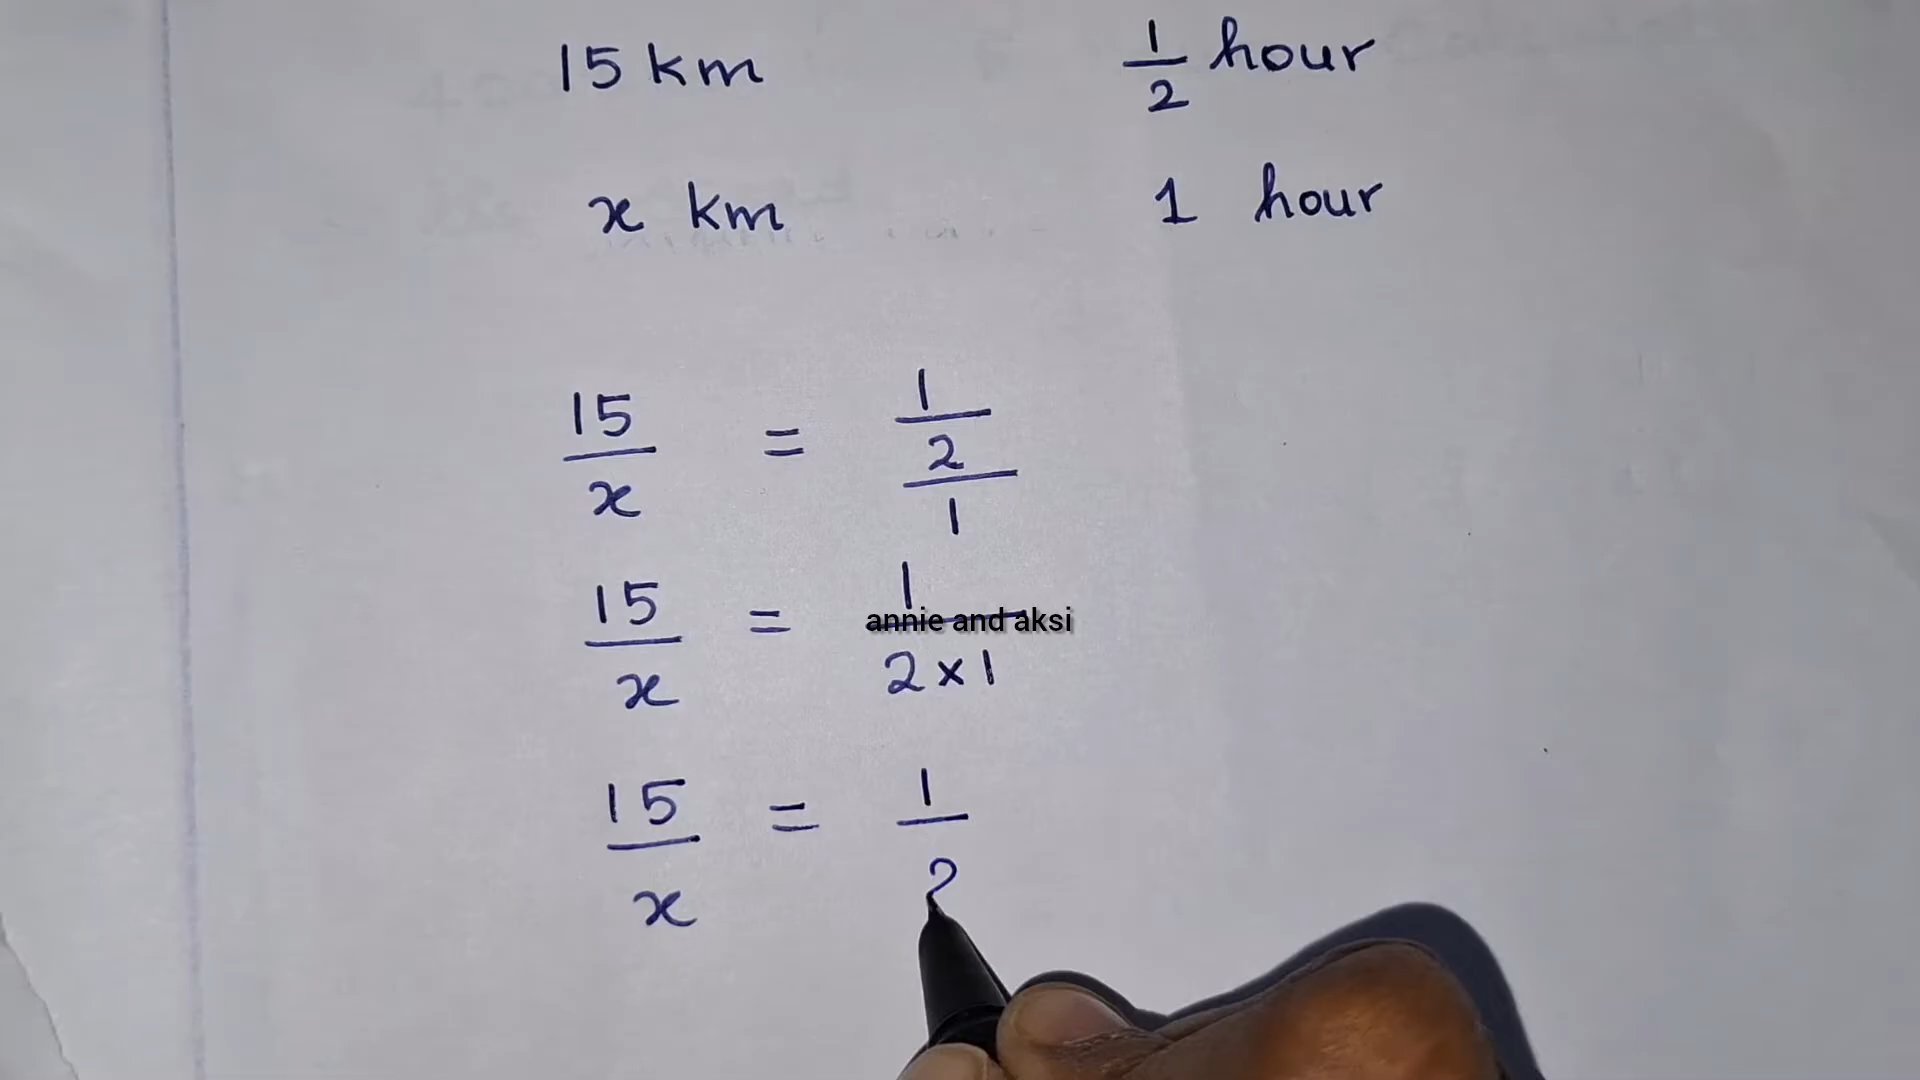 15 km 1/2 hour
x km 1 hour
15/x = 1/2/1
15/x = 1/2×1
annie and aksi
15/x = 1/2